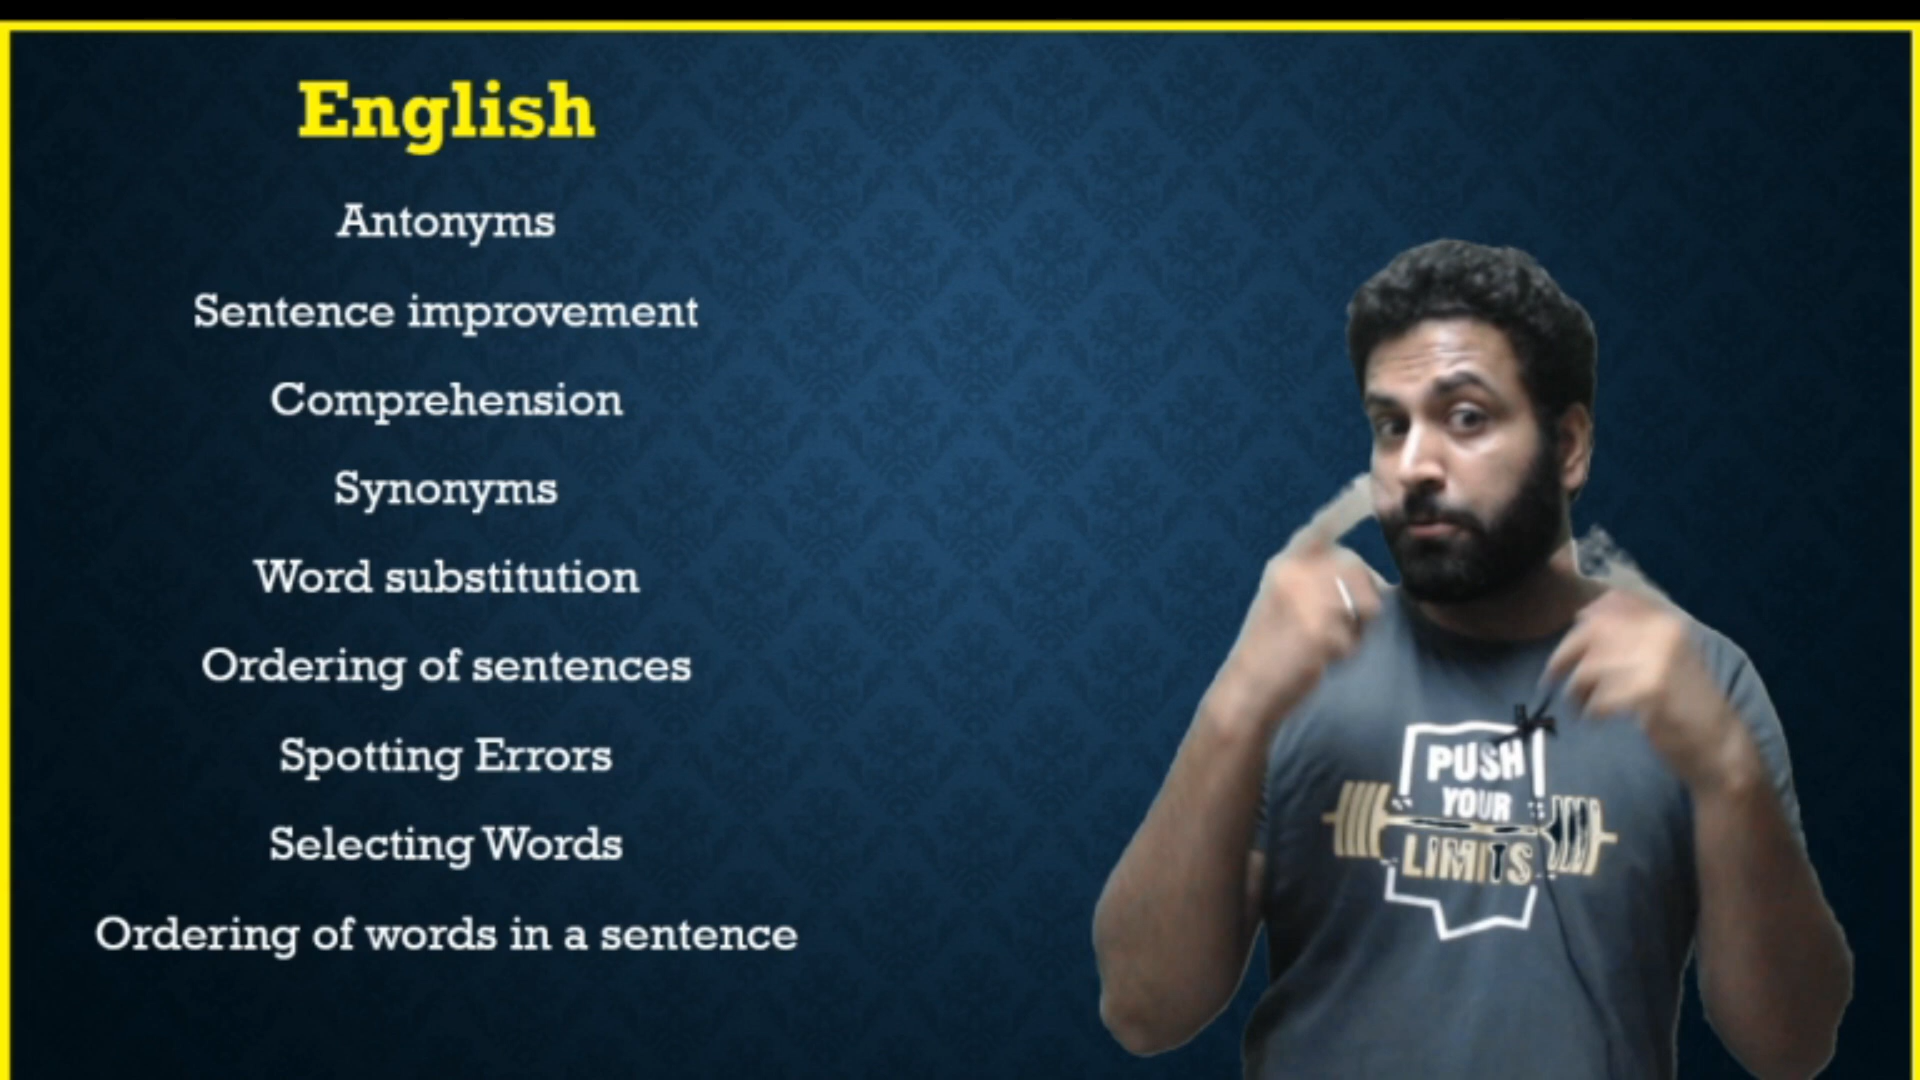 English
Antonyms
Sentence improvement
Comprehension
Synonyms
Word substitution
Ordering of sentences
Spotting Errors
Selecting Words
Ordering of words in a sentence
PUSH
YOUR
LIMITS